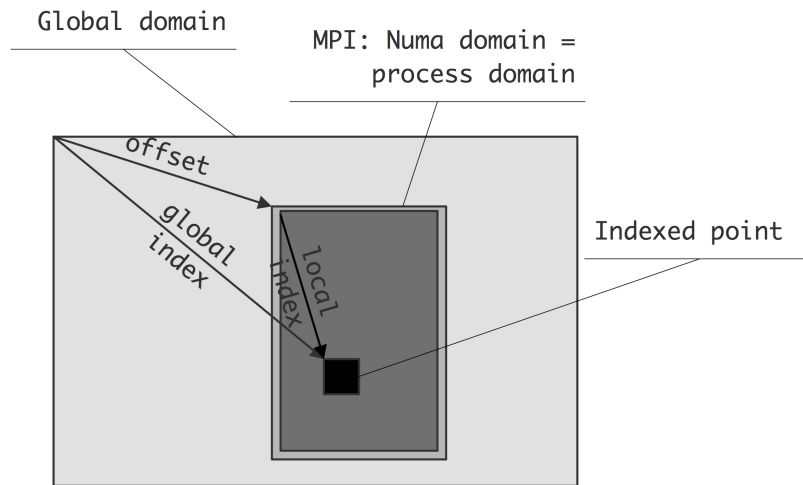 Global domain
MPI: Numa domain =
process domain
offset
global
index
local
index
Indexed point